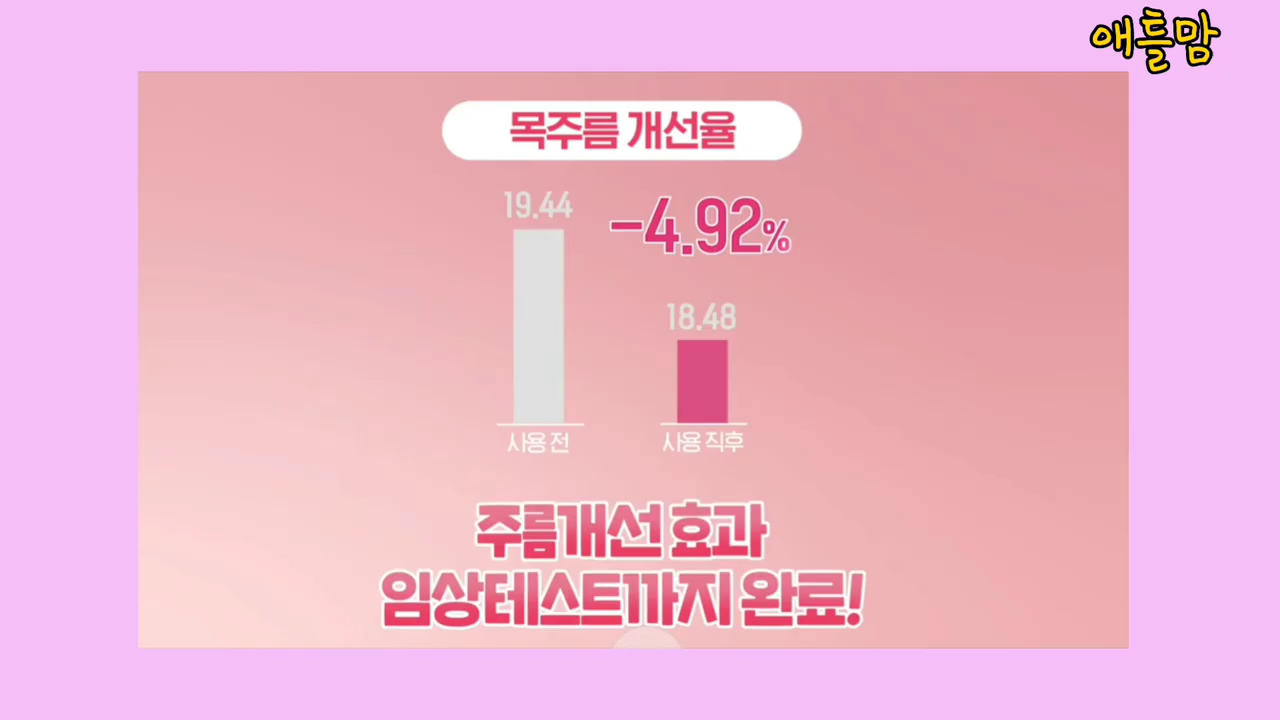 애틀맘
목주름 개선율
19.44
-4.92%
18.48
사용 전
사용 직후
주름개선 효과
임상테스트까지 완료!